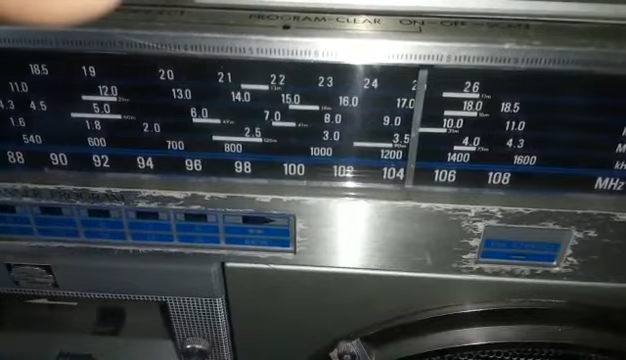 PROGRAM-CLEAR ON-OFF-SCAN
18.5 19 20 21 22 23 24 26
11.0 12.0 13.0 14.0 15.0 16.0 17.0 18.0 18.5
4.3 4.5 5.0 6.0 7.0 8.0 9.0 10.0 11.0
1.6 1.8 2.0 2.5 3.0 3.5 4.0 4.3
540 600 700 800 1000 1200 1400 1600
88 90 92 94 96 98 100 102 104 106 108 MHz